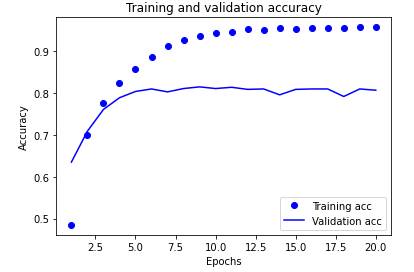 Training and validation accuracy
Accuracy
0.9
0.8
0.7
0.6
0.5
Training acc
Validation acc
2.5 5.0 7.5 10.0 12.5 15.0 17.5 20.0
Epochs